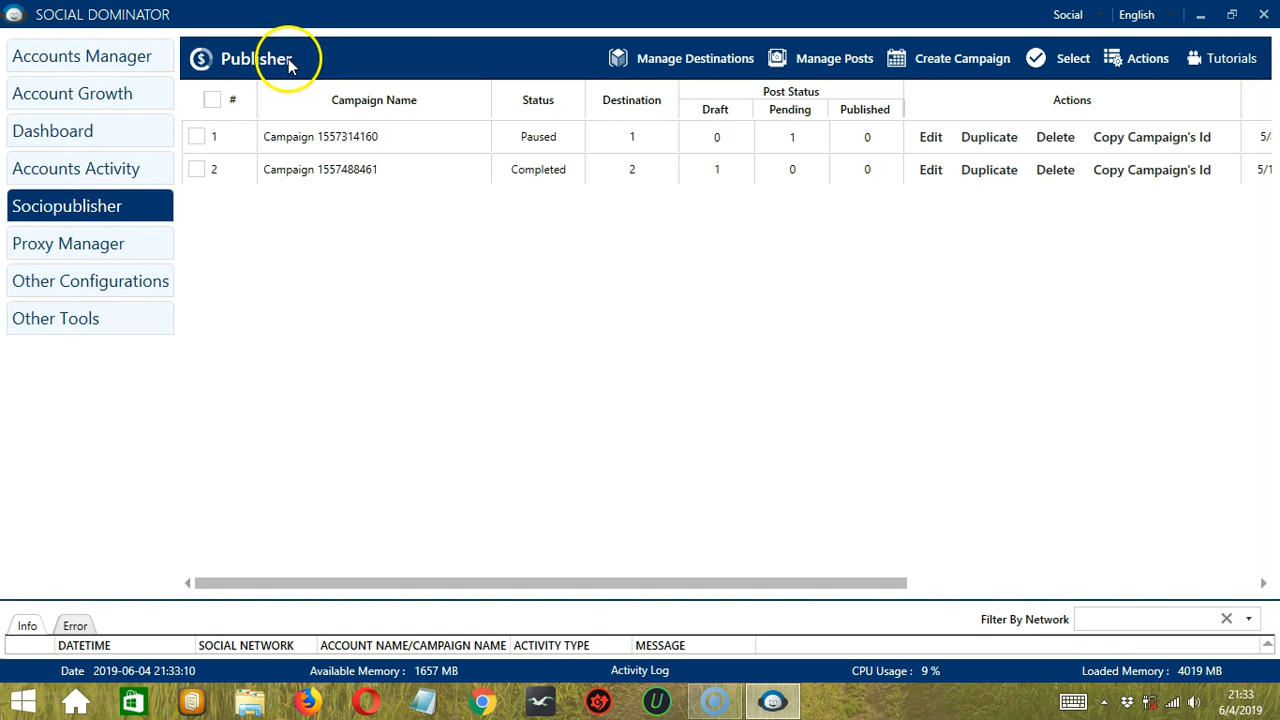 SOCIAL DOMINATOR
Social
English
Accounts Manager
Account Growth
Dashboard
Accounts Activity
Sociopublisher
Proxy Manager
Other Configurations
Other Tools
Publisher
Manage Destinations
Manage Posts
Create Campaign
Select
Actions
Tutorials
# Campaign Name Status Destination Post Status Actions
Draft Pending Published
1 Campaign 1557314160 Paused 1 0 1 0 Edit Duplicate Delete Copy Campaign's Id 5/
2 Campaign 1557488461 Completed 2 1 0 0 Edit Duplicate Delete Copy Campaign's Id 5/1
Info Error Filter By Network
DATETIME SOCIAL NETWORK ACCOUNT NAME/CAMPAIGN NAME ACTIVITY TYPE MESSAGE
Date 2019-06-04 21:33:10 Available Memory : 1657 MB Activity Log CPU Usage : 9 % Loaded Memory : 4019 MB
21:33
6/4/2019